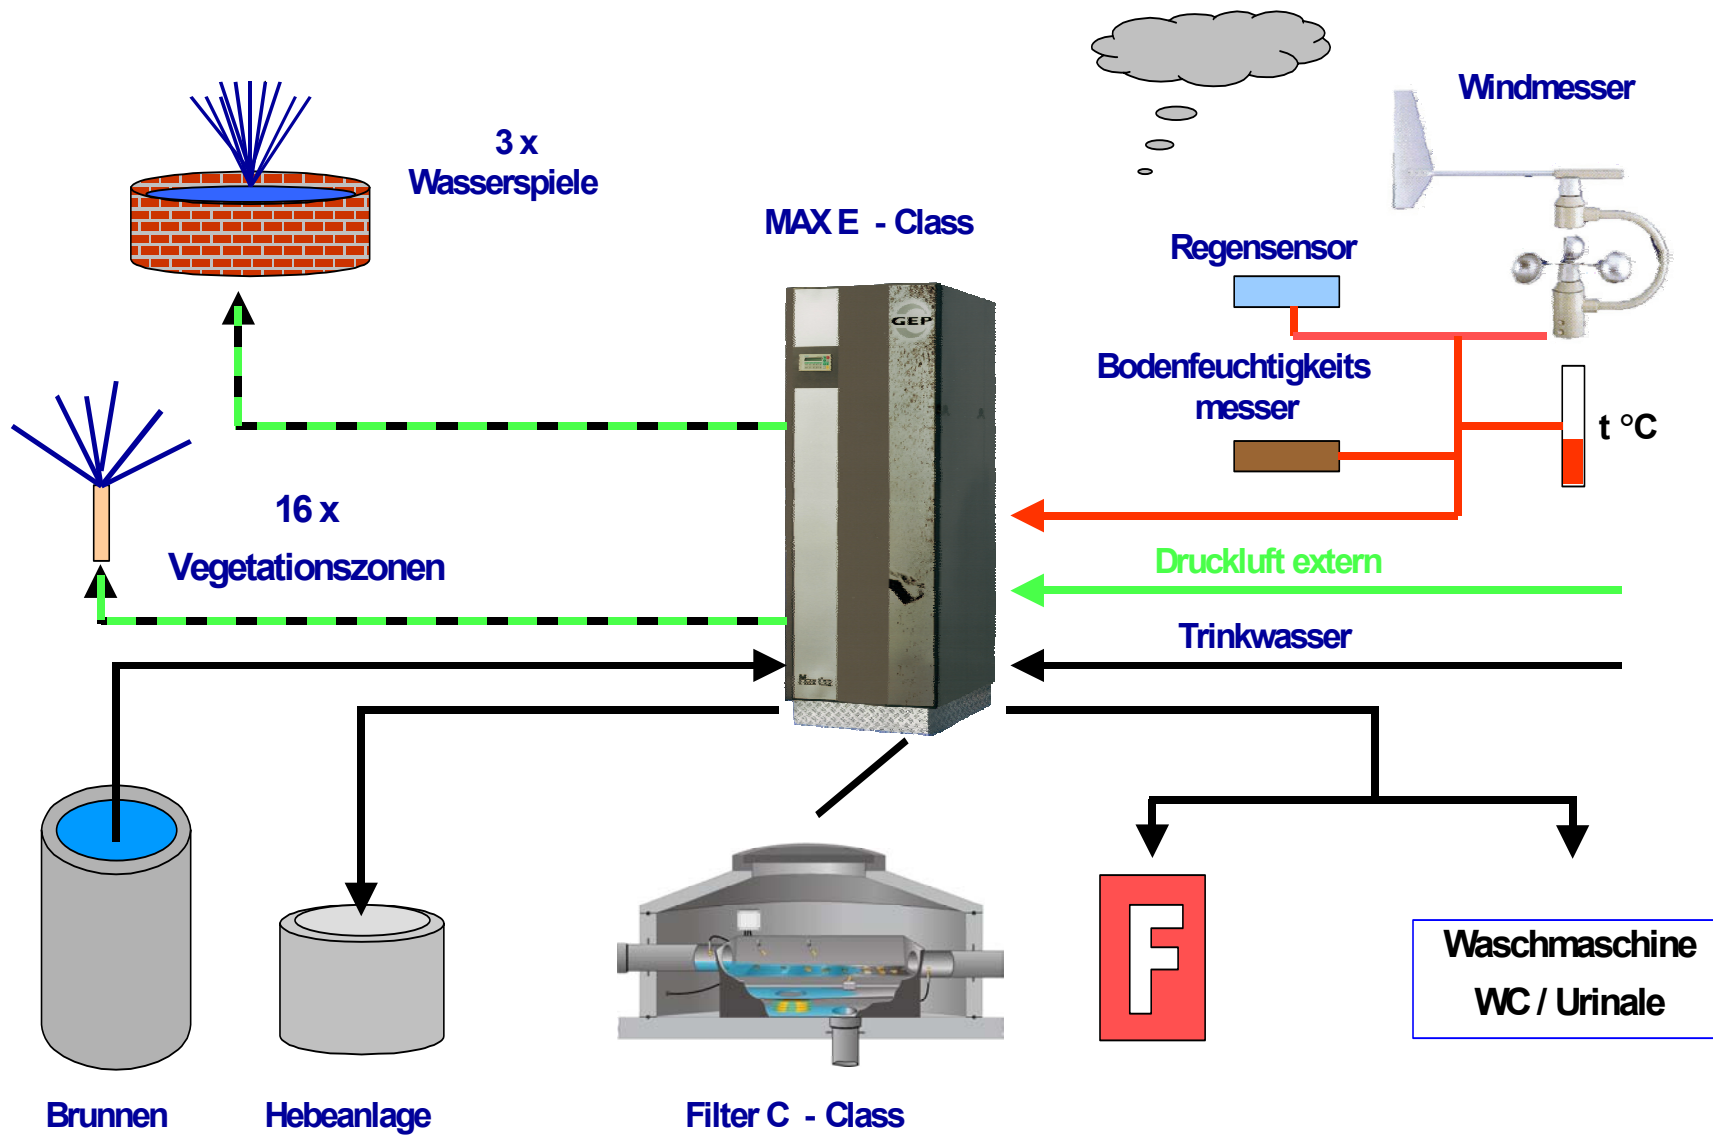 Windmesser
3 x
Wasserspiele
MAX E - Class
Regensensor
GEP
Bodenfeuchtigkeits
messer
t °C
16 x
Vegetationszonen
Druckluft extern
Trinkwasser
F
Waschmaschine
WC / Urinale
Brunnen
Hebeanlage
Filter C - Class